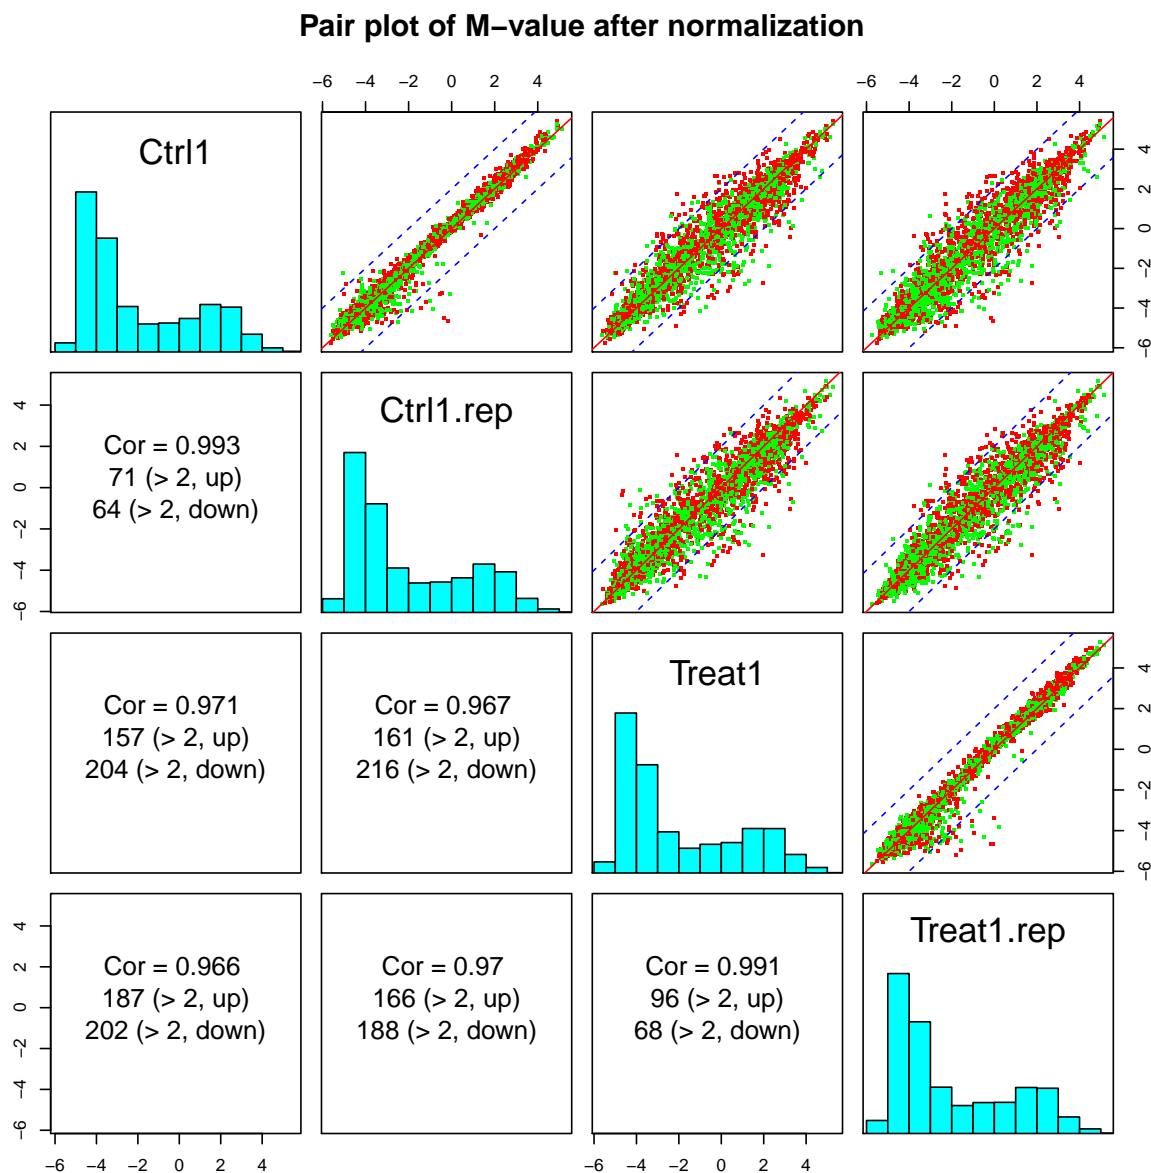 Pair plot of M−value after normalization
−6 −4 −2 0 2 4
−6 −4 −2 0 2 4
Ctrl1
−6 −4 −2 0 2 4
−6 −4 −2 0 2 4
Cor = 0.993
71 (> 2, up)
64 (> 2, down)
Ctrl1.rep
Cor = 0.971
157 (> 2, up)
204 (> 2, down)
Cor = 0.967
161 (> 2, up)
216 (> 2, down)
Treat1
−6 −4 −2 0 2 4
−6 −4 −2 0 2 4
Cor = 0.966
187 (> 2, up)
202 (> 2, down)
Cor = 0.97
166 (> 2, up)
188 (> 2, down)
Cor = 0.991
96 (> 2, up)
68 (> 2, down)
Treat1.rep
−6 −4 −2 0 2 4
−6 −4 −2 0 2 4